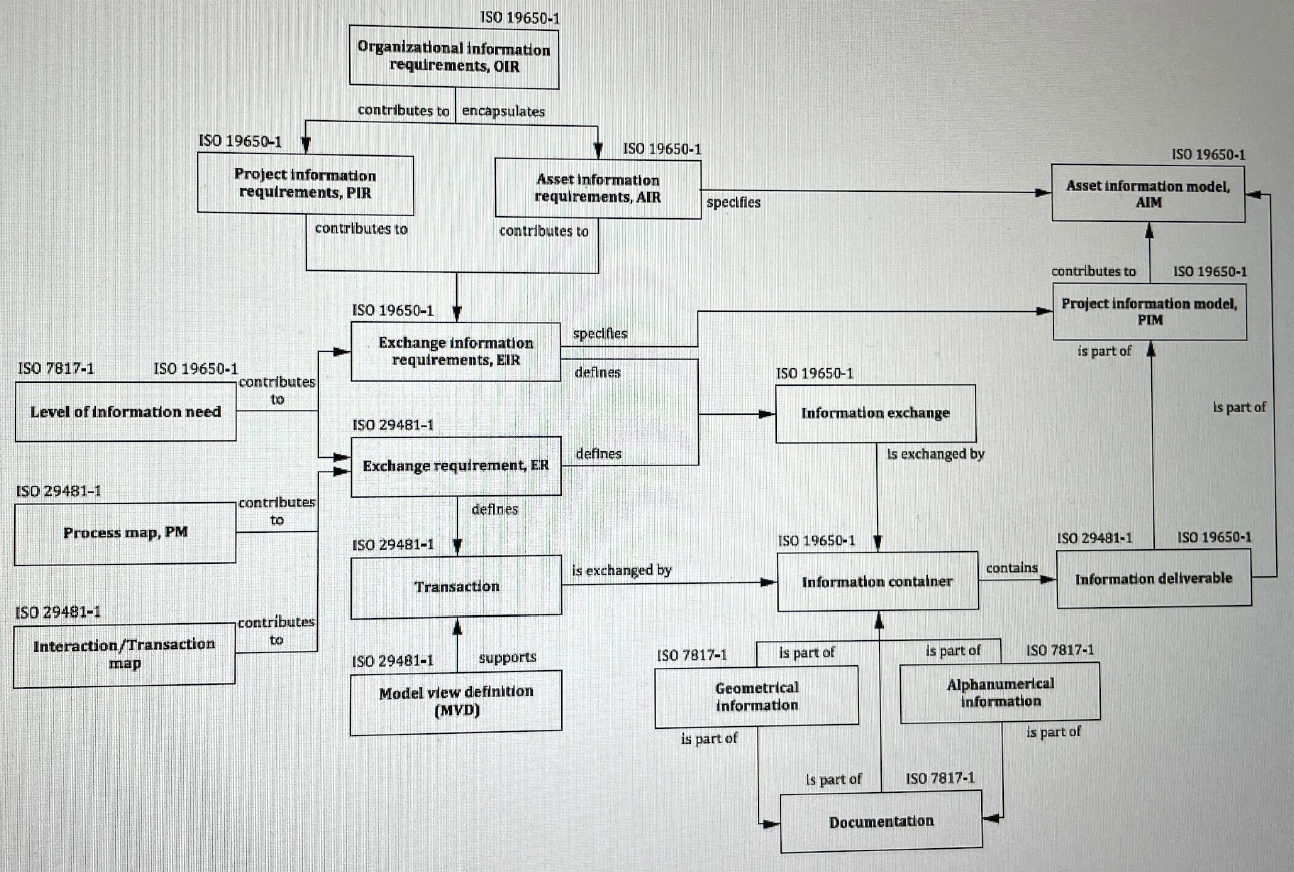 ISO 19650-1
Organizational information
requirements, OIR
contributes to
encapsulates
ISO 19650-1
Project information
requirements, PIR
contributes to
ISO 19650-1
Asset information
requirements, AIR
contributes to
specifies
ISO 19650-1
Asset information model,
AIM
contributes to
ISO 19650-1
Project information model,
PIM
is part of
is part of
ISO 19650-1
Exchange information
requirements, EIR
specifies
defines
ISO 7817-1
ISO 19650-1
Level of information need
contributes
to
ISO 19650-1
Information exchange
is exchanged by
ISO 29481-1
Exchange requirement, ER
defines
defines
ISO 29481-1
Process map, PM
contributes
to
ISO 29481-1
Transaction
is exchanged by
ISO 19650-1
Information container
contains
ISO 29481-1
ISO 19650-1
Information deliverable
ISO 29481-1
Interaction/Transaction
map
contributes
to
ISO 29481-1
supports
Model view definition
(MVD)
ISO 7817-1
is part of
Geometrical
information
is part of
is part of
ISO 7817-1
Alphanumerical
information
is part of
is part of
ISO 7817-1
Documentation